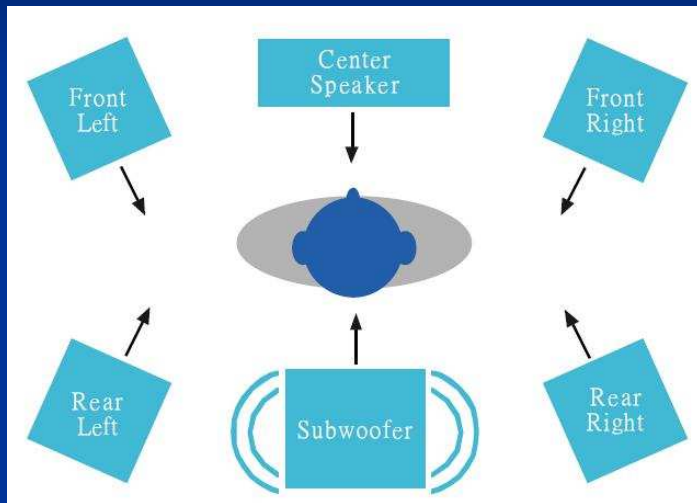 Front
Left
Center
Speaker
Front
Right
Rear
Left
Subwoofer
Rear
Right